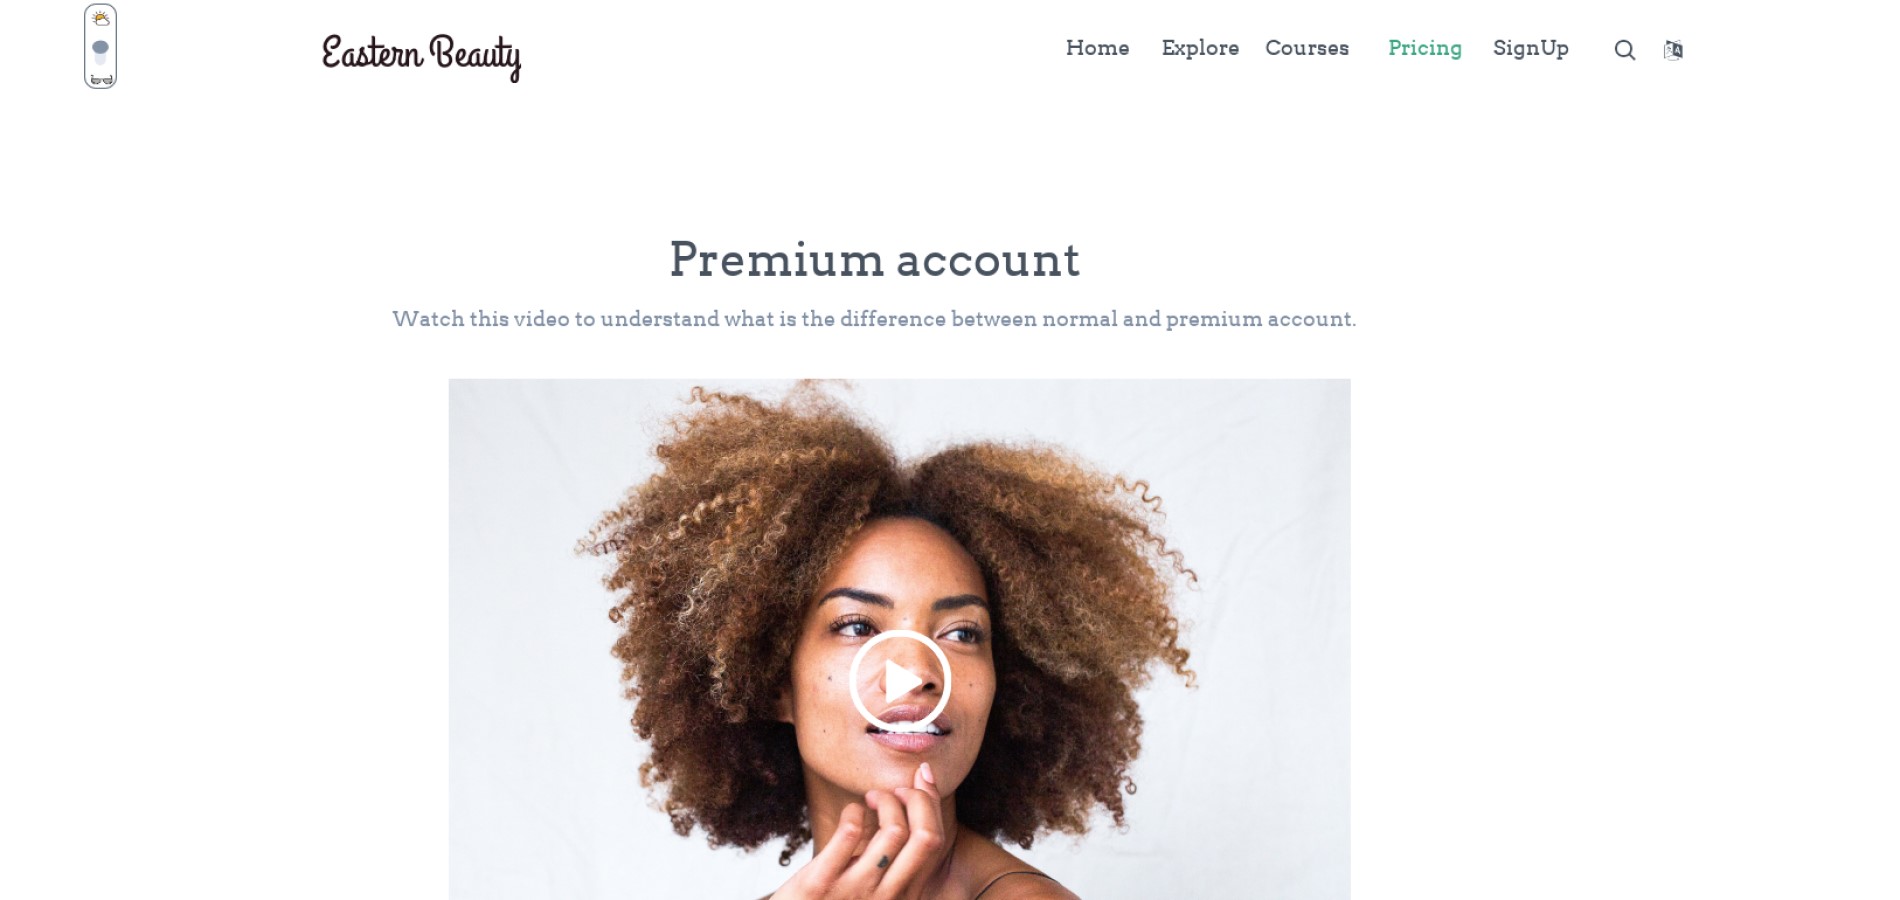 Eastern Beauty
Home Explore Courses Pricing SignUp
Premium account
Watch this video to understand what is the difference between normal and premium account.